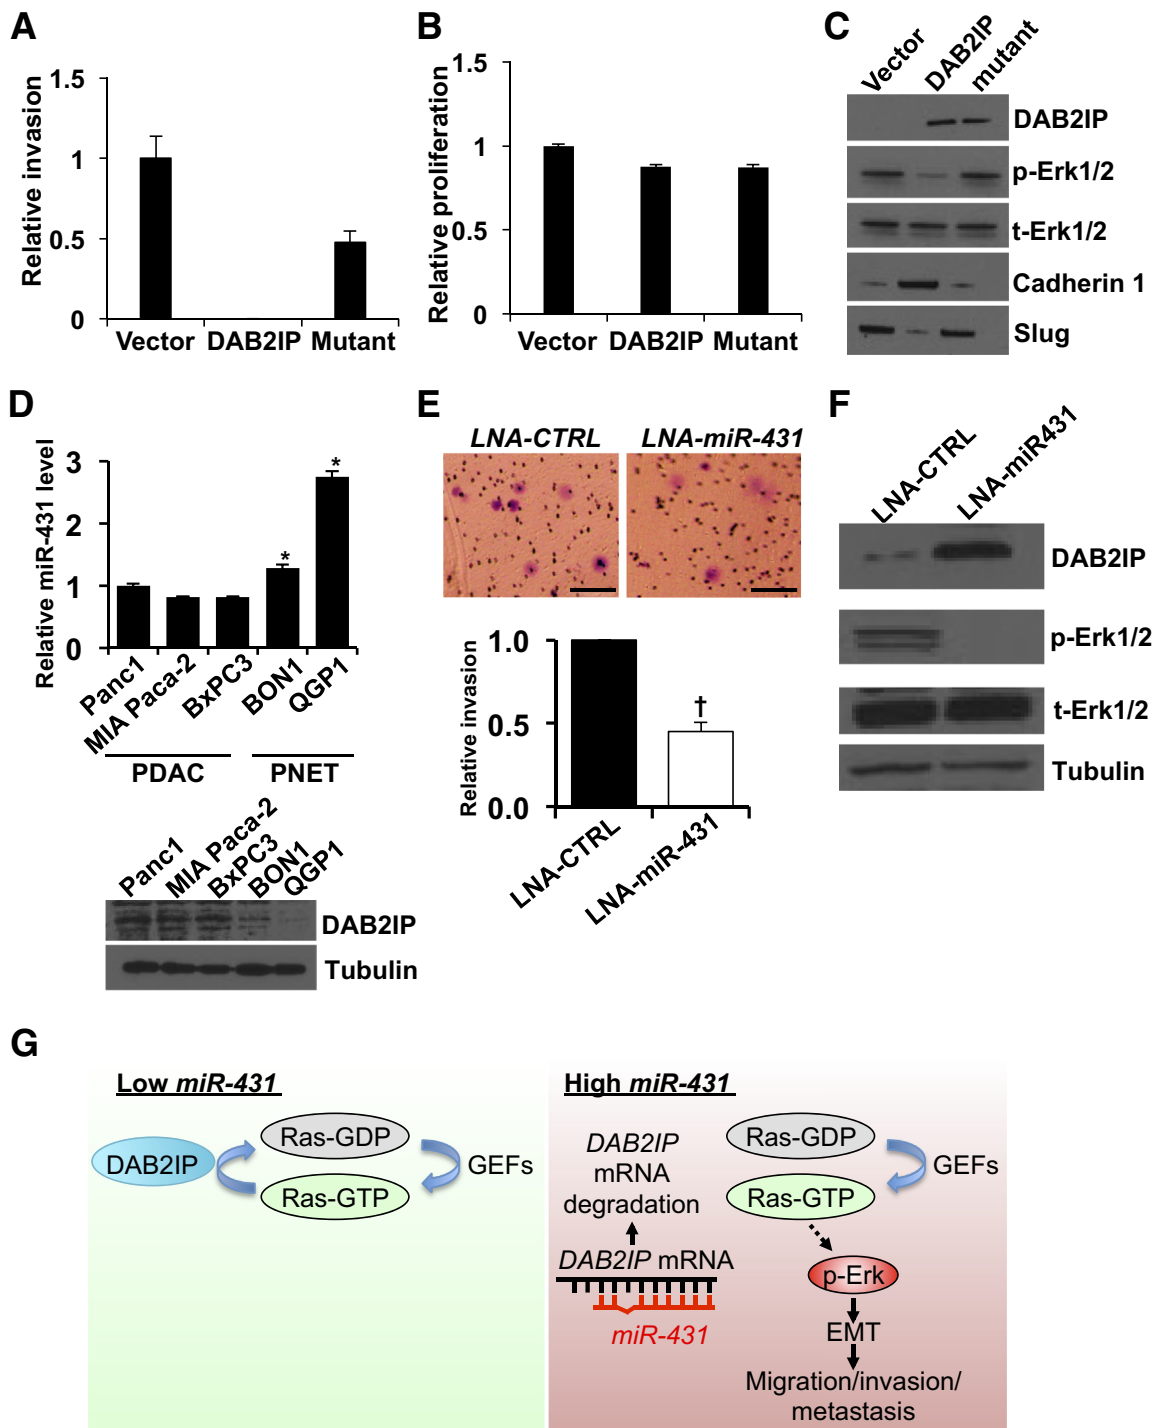 A
Relative invasion
1.5
1
0.5
0
Vector DAB2IP Mutant
B
Relative proliferation
1.5
1
0.5
0
Vector DAB2IP Mutant
C
Vector
DAB2IP
mutant
DAB2IP
p-Erk1/2
t-Erk1/2
Cadherin 1
Slug
D
Relative miR-431 level
3
2
1
0
*
*
Panc1
MIA Paca-2
BxPC3
BON1
QGP1
PDAC
PNET
Panc1
MIA Paca-2
BxPC3
BON1
QGP1
DAB2IP
Tubulin
E
LNA-CTRL
LNA-miR-431
Relative invasion
1.0
0.5
0.0
†
LNA-CTRL
LNA-miR-431
F
LNA-CTRL
LNA-miR431
DAB2IP
p-Erk1/2
t-Erk1/2
Tubulin
G
Low miR-431
DAB2IP
Ras-GDP
Ras-GTP
GEFs
High miR-431
DAB2IP
mRNA
degradation
DAB2IP mRNA
miR-431
Ras-GDP
Ras-GTP
GEFs
p-Erk
EMT
Migration/invasion/
metastasis